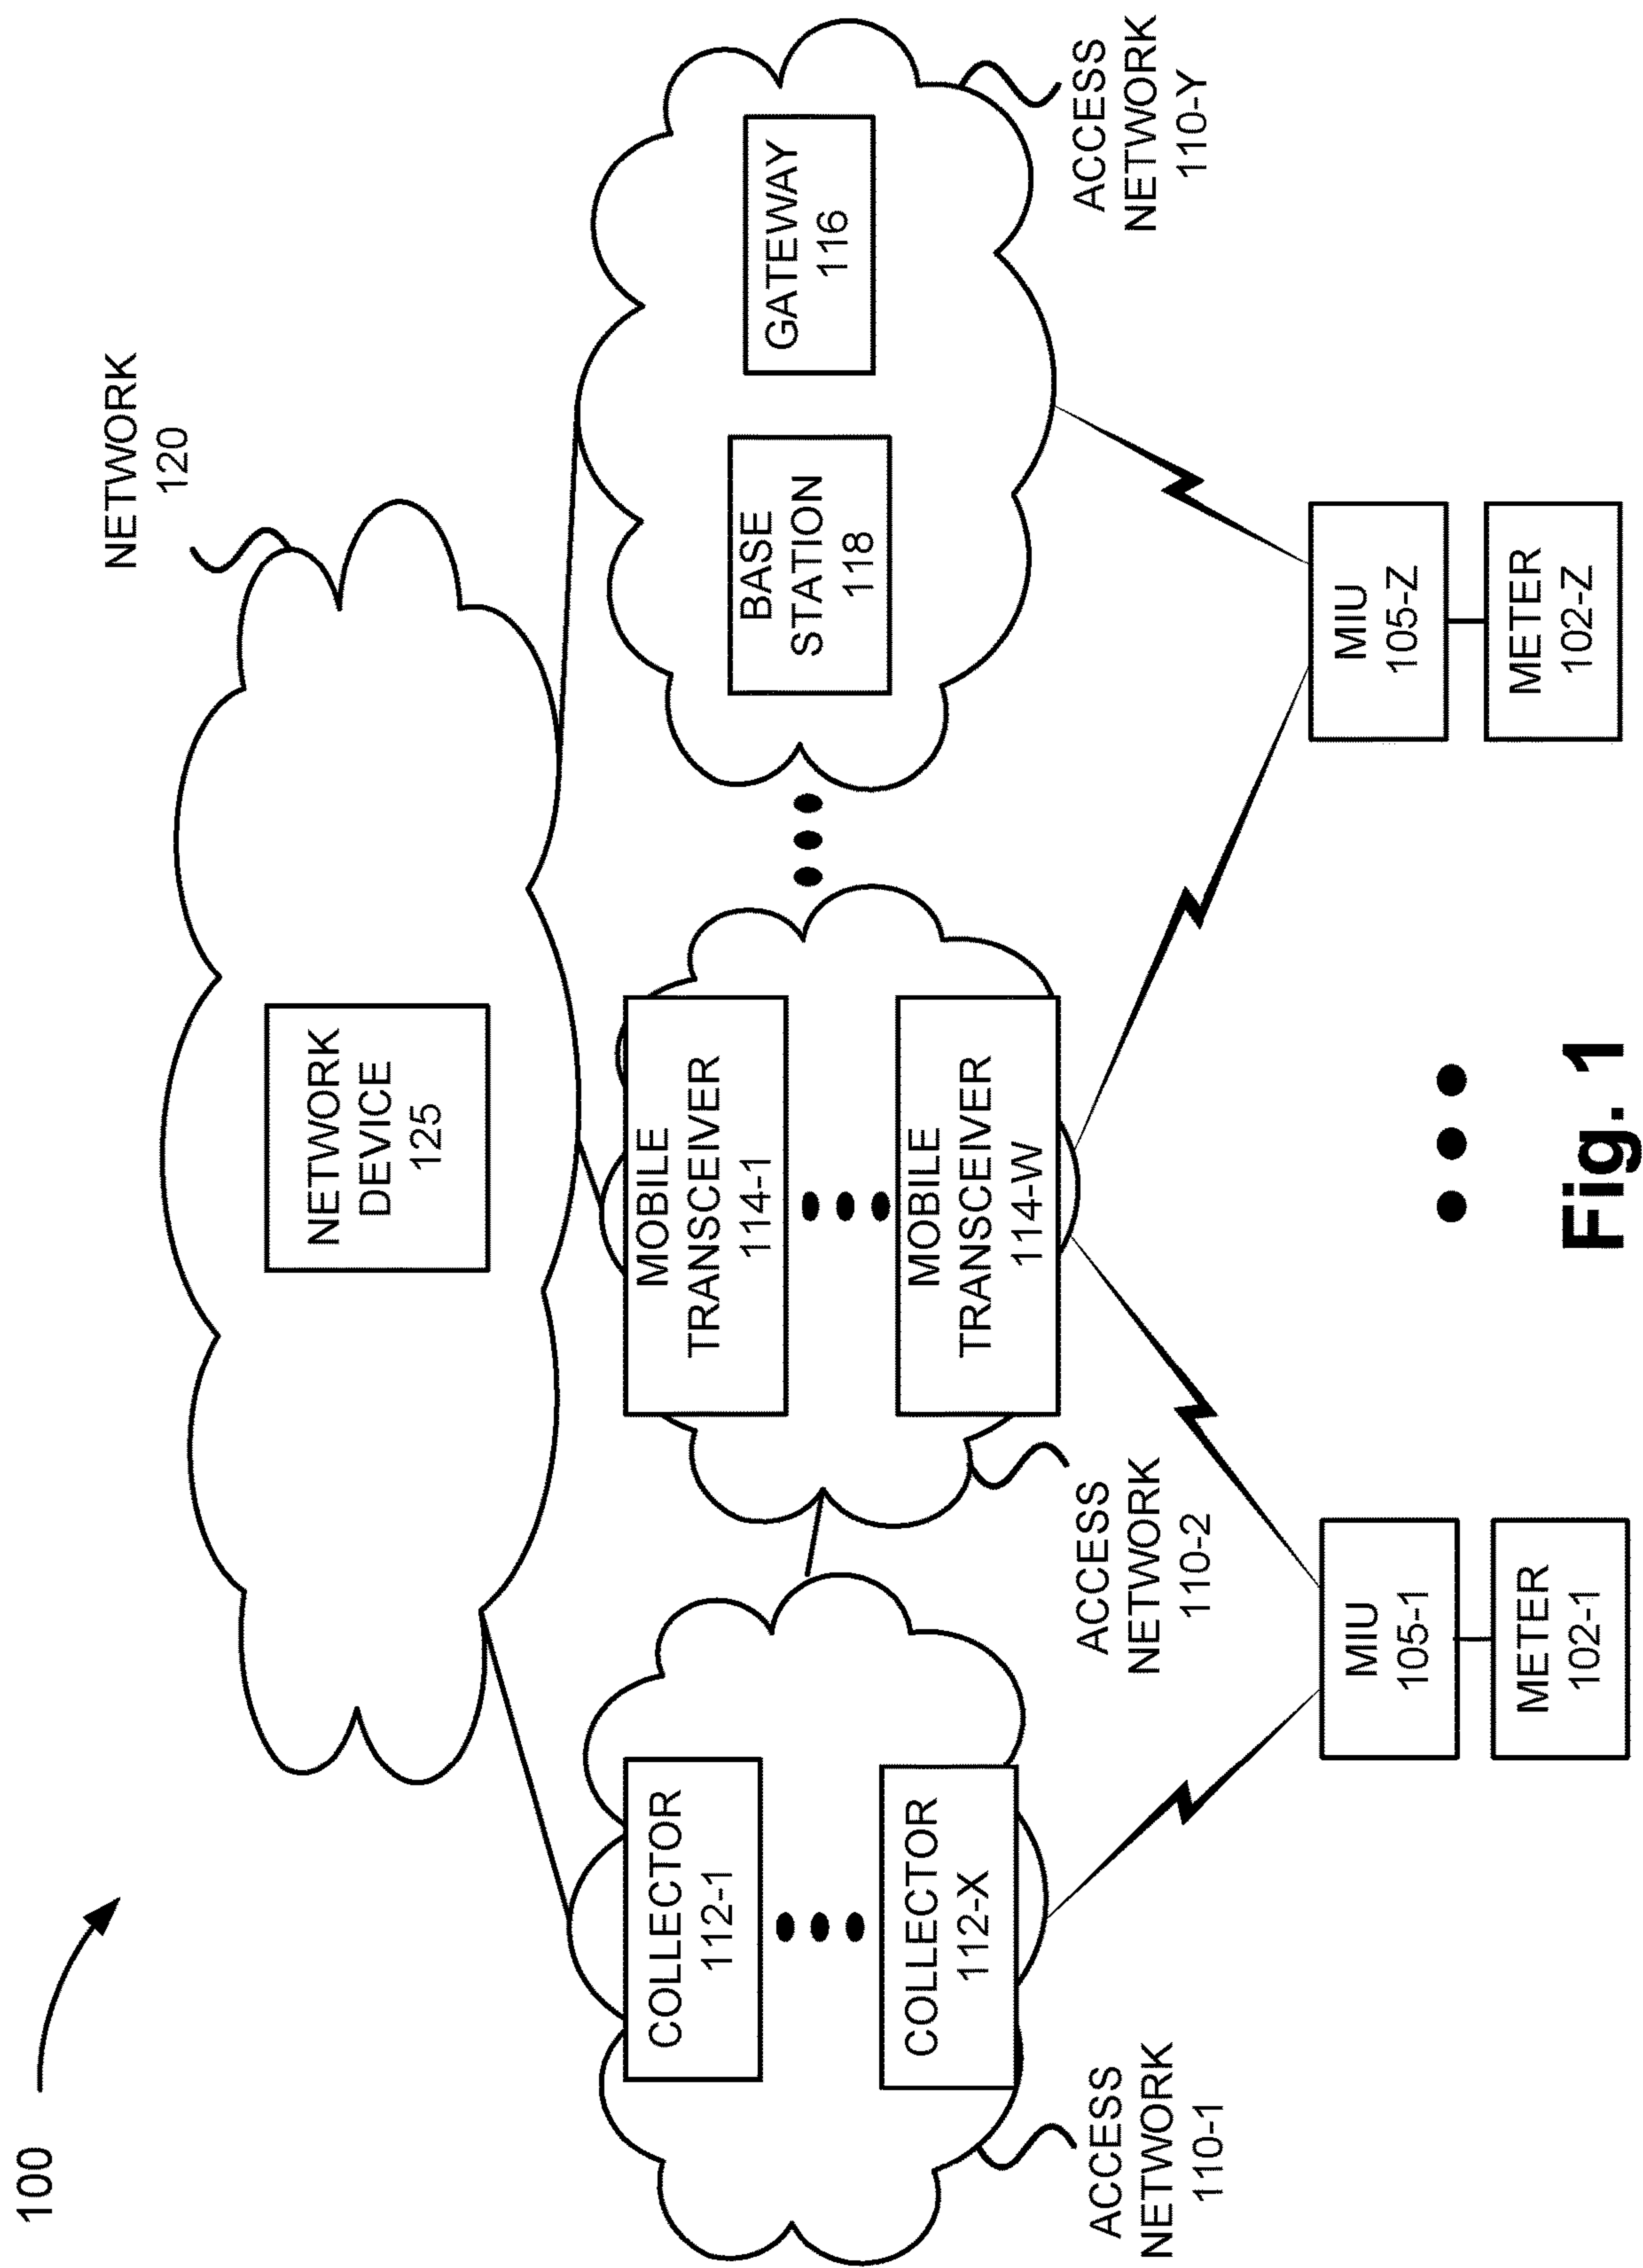 100
NETWORK
120
NETWORK
DEVICE
125
COLLECTOR
112-1
COLLECTOR
112-X
ACCESS
NETWORK
110-1
MOBILE
TRANSCEIVER
114-1
MOBILE
TRANSCEIVER
114-W
ACCESS
NETWORK
110-2
BASE
STATION
118
GATEWAY
116
ACCESS
NETWORK
110-Y
MIU
105-1
METER
102-1
MIU
105-Z
METER
102-Z
Fig. 1